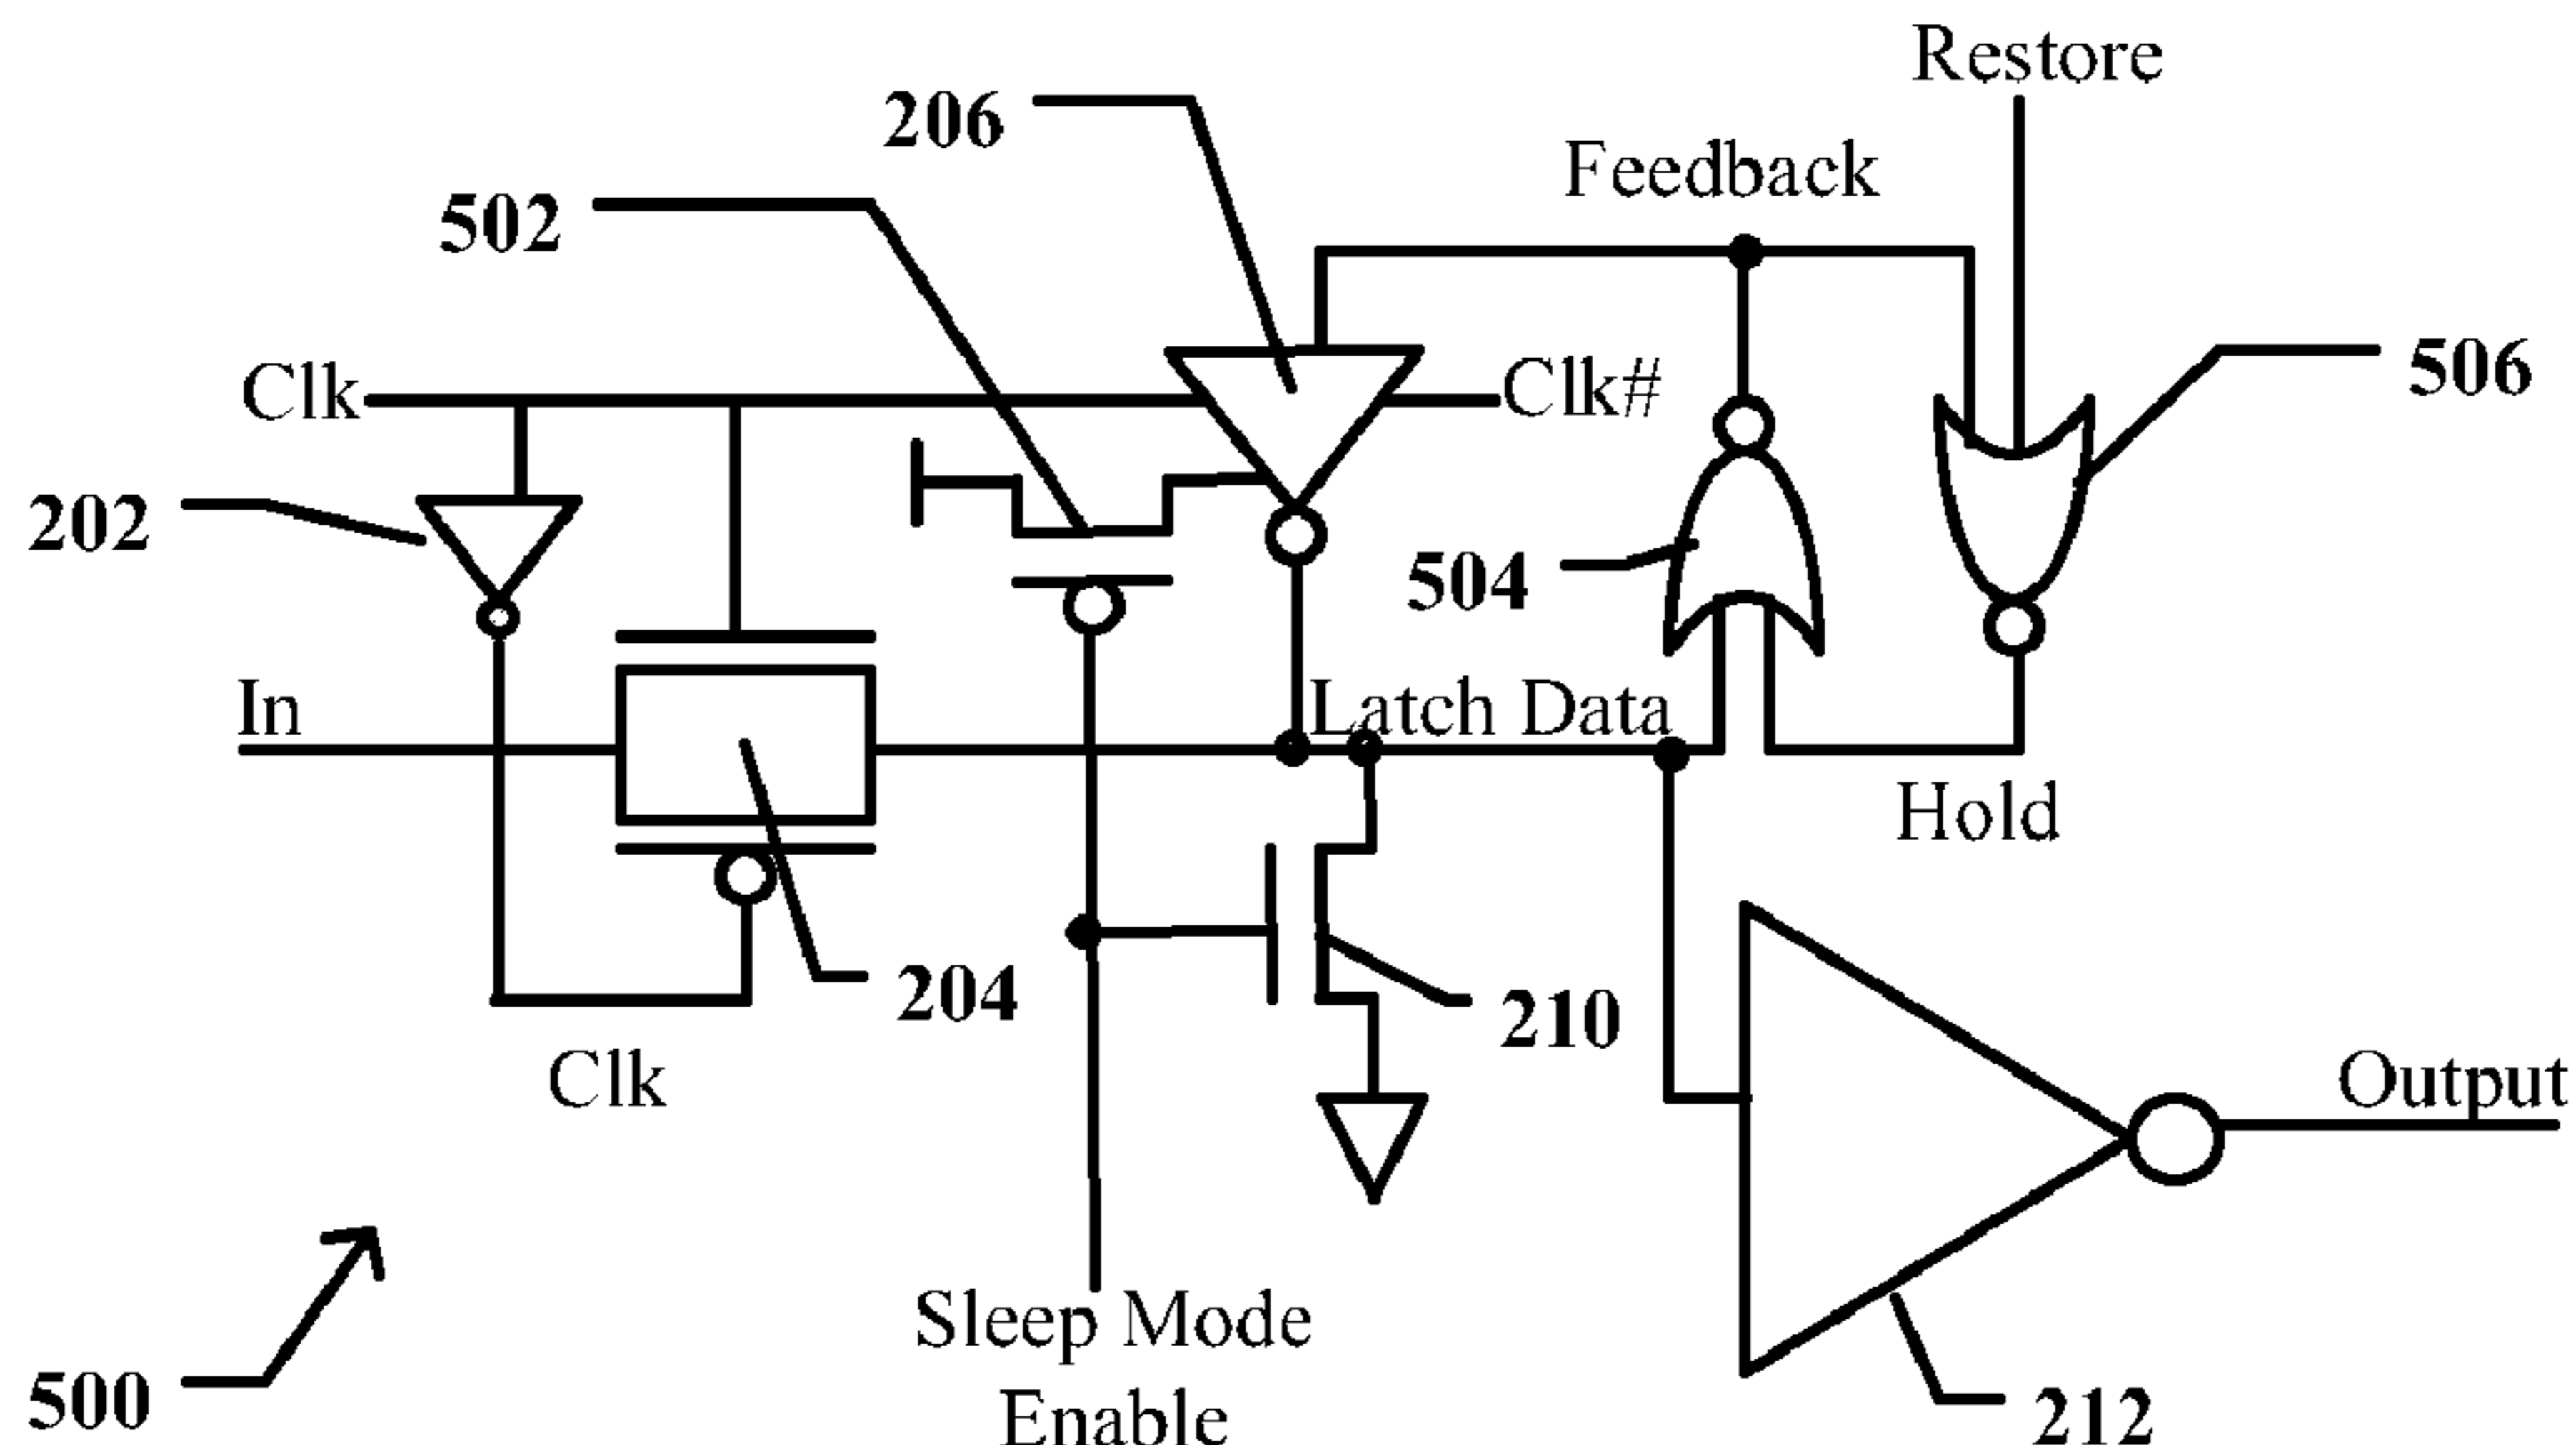 Restore
206
Feedback
502
506
Clk
Clk#
202
504
In
Latch Data
Hold
204
210
Clk
Output
Sleep Mode
Enable
500
212